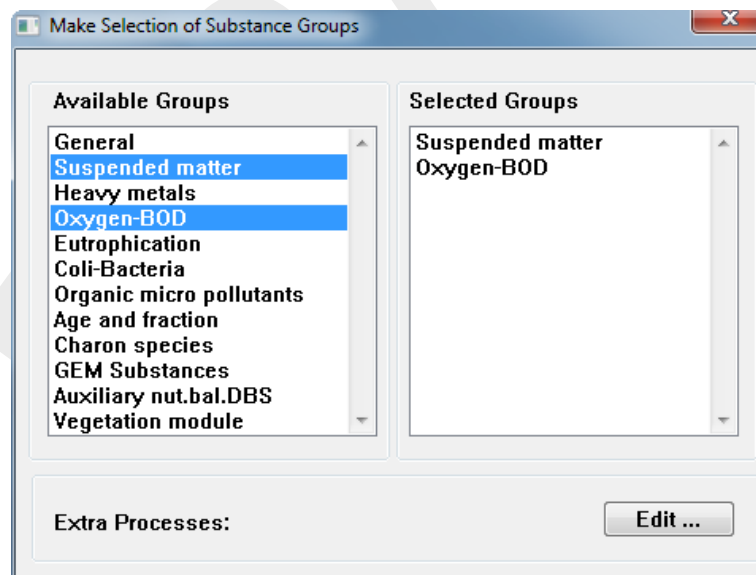 Make Selection of Substance Groups
Available Groups
General
Suspended matter
Heavy metals
Oxygen-BOD
Eutrophication
Coli-Bacteria
Organic micro pollutants
Age and fraction
Charon species
GEM Substances
Auxiliary nut.bal.DBS
Vegetation module
Selected Groups
Suspended matter
Oxygen-BOD
Extra Processes:
Edit ...